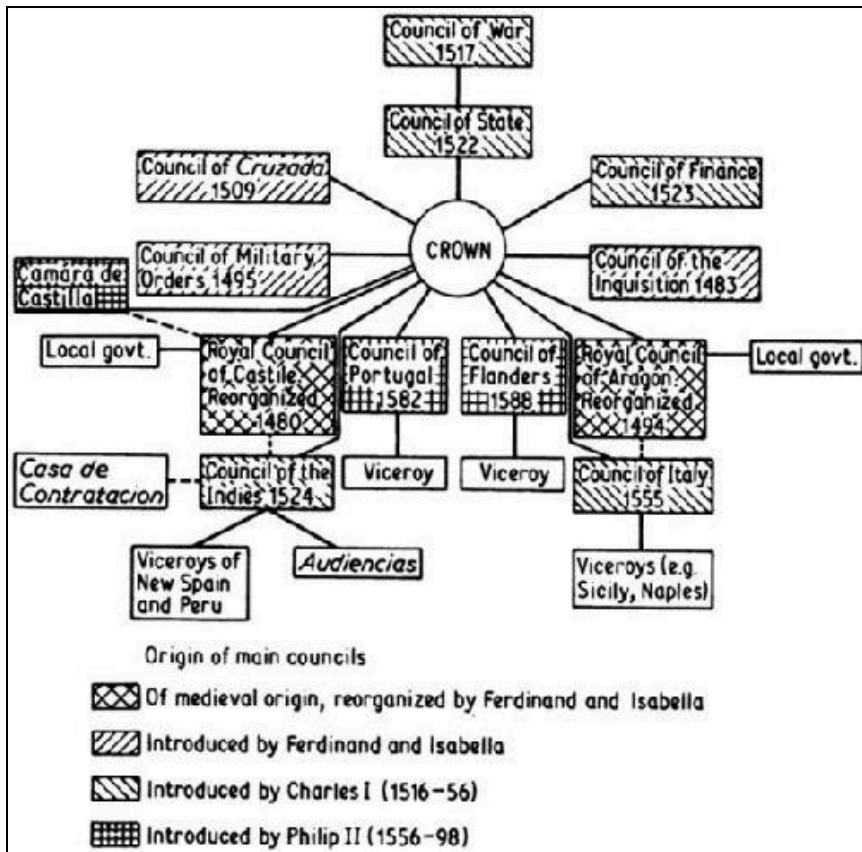 Council of War
1517
Council of State
1522
Council of Cruzada
1509
Council of Finance
1523
CROWN
Council of Military
Orders 1495
Council of the
Inquisition 1483
Camára de
Castilla
Local govt.
Royal Council
of Castile.
Reorganized
1480
Council of
Portugal
1582
Council of
Flanders
1588
Royal Council
of Aragon.
Reorganized
1494
Local govt.
Casa de
Contratacion
Council of the
Indies 1524
Viceroy
Viceroy
Council of Italy
1555
Viceroys of
New Spain
and Peru
Audiencias
Viceroys (e.g.
Sicily, Naples)
Origin of main councils
Of medieval origin, reorganized by Ferdinand and Isabella
Introduced by Ferdinand and Isabella
Introduced by Charles I (1516-56)
Introduced by Philip II (1556-98)